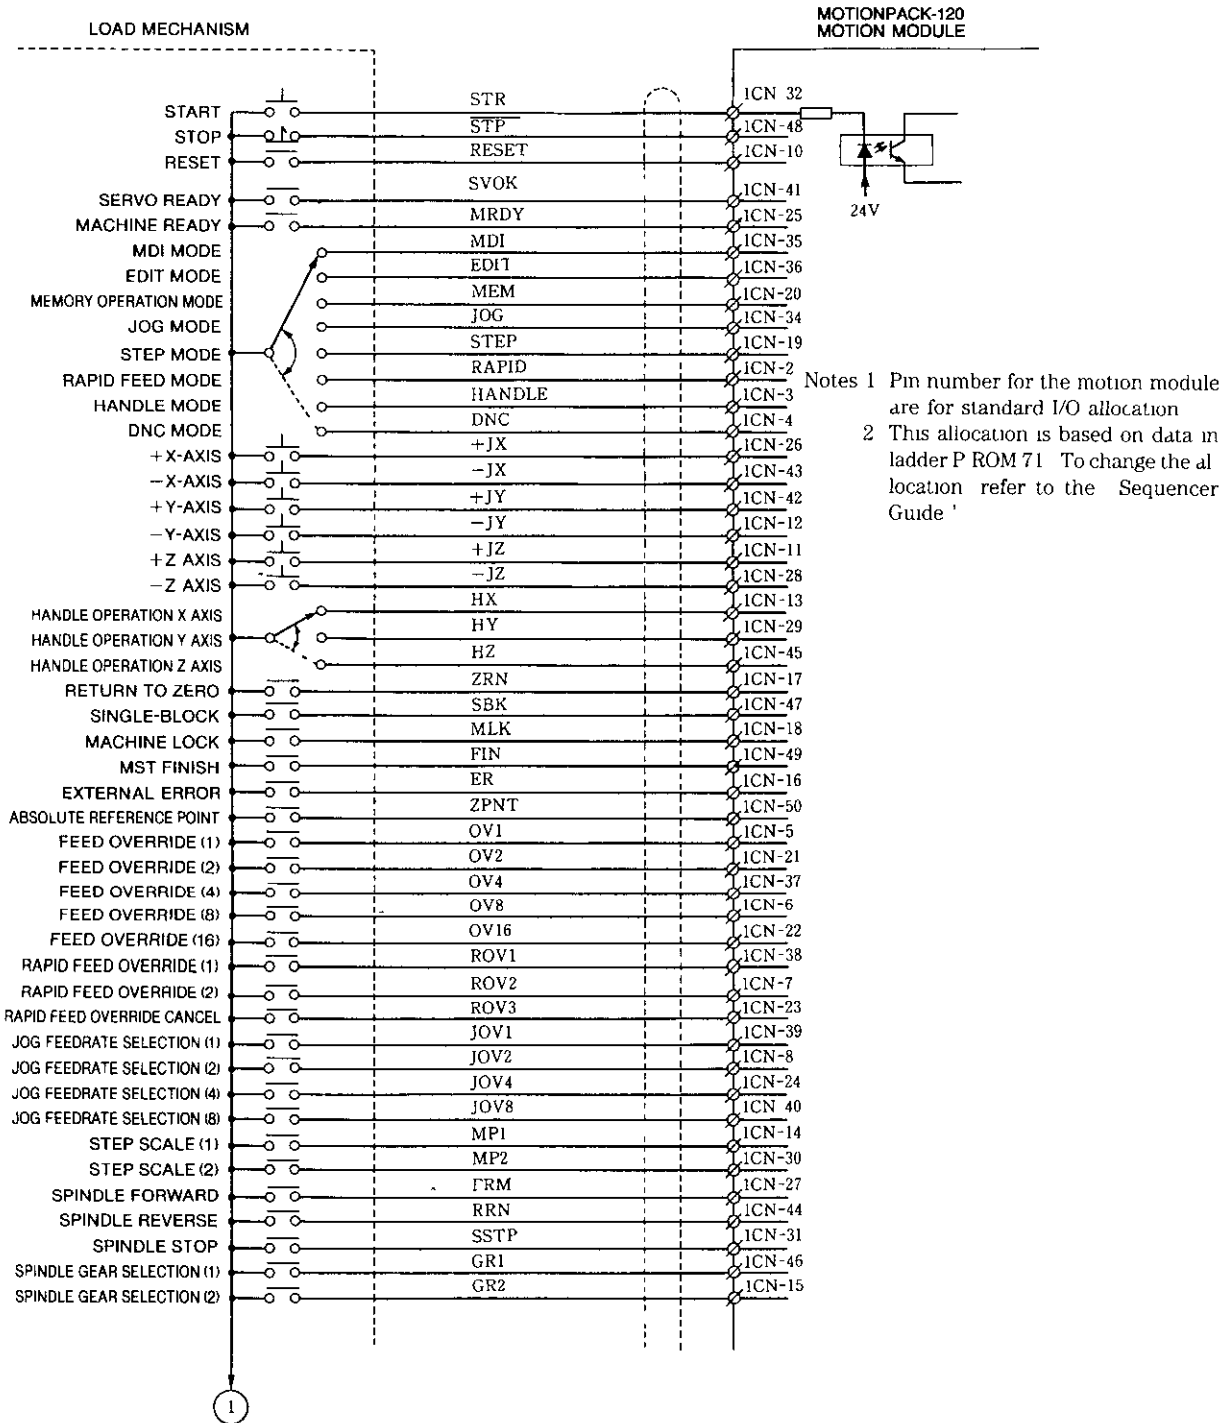 LOAD MECHANISM
MOTIONPACK-120
MOTION MODULE
START STR 1CN 32
STOP STP 1CN-48
RESET RESET 1CN-10
24V
SERVO READY SVOK 1CN-41
MACHINE READY MRDY 1CN-25
MDI MODE MDI 1CN-35
EDIT MODE EDIT 1CN-36
MEMORY OPERATION MODE MEM 1CN-20
JOG MODE JOG 1CN-34
STEP MODE STEP 1CN-19
RAPID FEED MODE RAPID 1CN-2
HANDLE MODE HANDLE 1CN-3
DNC MODE DNC 1CN-4
+X-AXIS +JX 1CN-26
−X-AXIS −JX 1CN-43
+Y-AXIS +JY 1CN-42
−Y-AXIS −JY 1CN-12
+Z AXIS +JZ 1CN-11
−Z AXIS −JZ 1CN-28
HANDLE OPERATION X AXIS HX 1CN-13
HANDLE OPERATION Y AXIS HY 1CN-29
HANDLE OPERATION Z AXIS HZ 1CN-45
RETURN TO ZERO ZRN 1CN-17
SINGLE-BLOCK SBK 1CN-47
MACHINE LOCK MLK 1CN-18
MST FINISH FIN 1CN-49
EXTERNAL ERROR ER 1CN-16
ABSOLUTE REFERENCE POINT ZPNT 1CN-50
FEED OVERRIDE (1) OV1 1CN-5
FEED OVERRIDE (2) OV2 1CN-21
FEED OVERRIDE (4) OV4 1CN-37
FEED OVERRIDE (8) OV8 1CN-6
FEED OVERRIDE (16) OV16 1CN-22
RAPID FEED OVERRIDE (1) ROV1 1CN-38
RAPID FEED OVERRIDE (2) ROV2 1CN-7
RAPID FEED OVERRIDE CANCEL ROV3 1CN-23
JOG FEEDRATE SELECTION (1) JOV1 1CN-39
JOG FEEDRATE SELECTION (2) JOV2 1CN-8
JOG FEEDRATE SELECTION (4) JOV4 1CN-24
JOG FEEDRATE SELECTION (8) JOV8 1CN 40
STEP SCALE (1) MP1 1CN-14
STEP SCALE (2) MP2 1CN-30
SPINDLE FORWARD FRM 1CN-27
SPINDLE REVERSE RRN 1CN-44
SPINDLE STOP SSTP 1CN-31
SPINDLE GEAR SELECTION (1) GR1 1CN-46
SPINDLE GEAR SELECTION (2) GR2 1CN-15
1
Notes 1 Pin number for the motion module
are for standard I/O allocation
2 This allocation is based on data in
ladder P ROM 71 To change the al
location refer to the Sequencer
Guide '